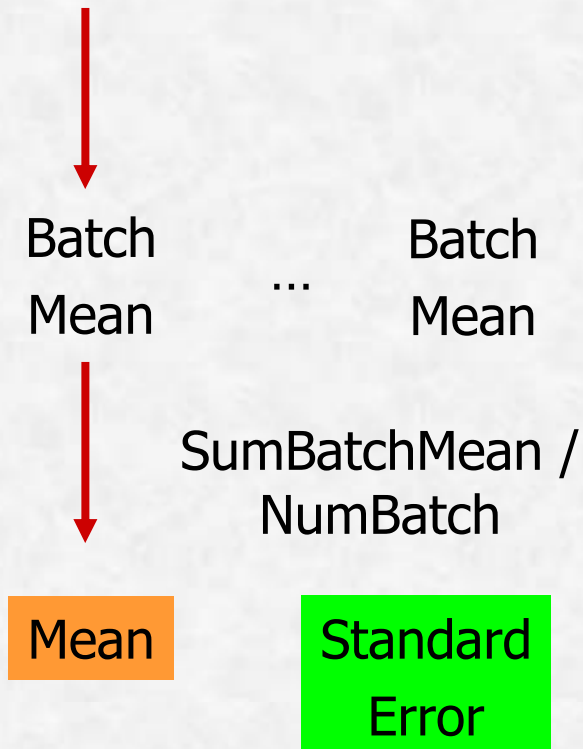 Batch
Mean
...
Batch
Mean
SumBatchMean /
NumBatch
Mean
Standard
Error